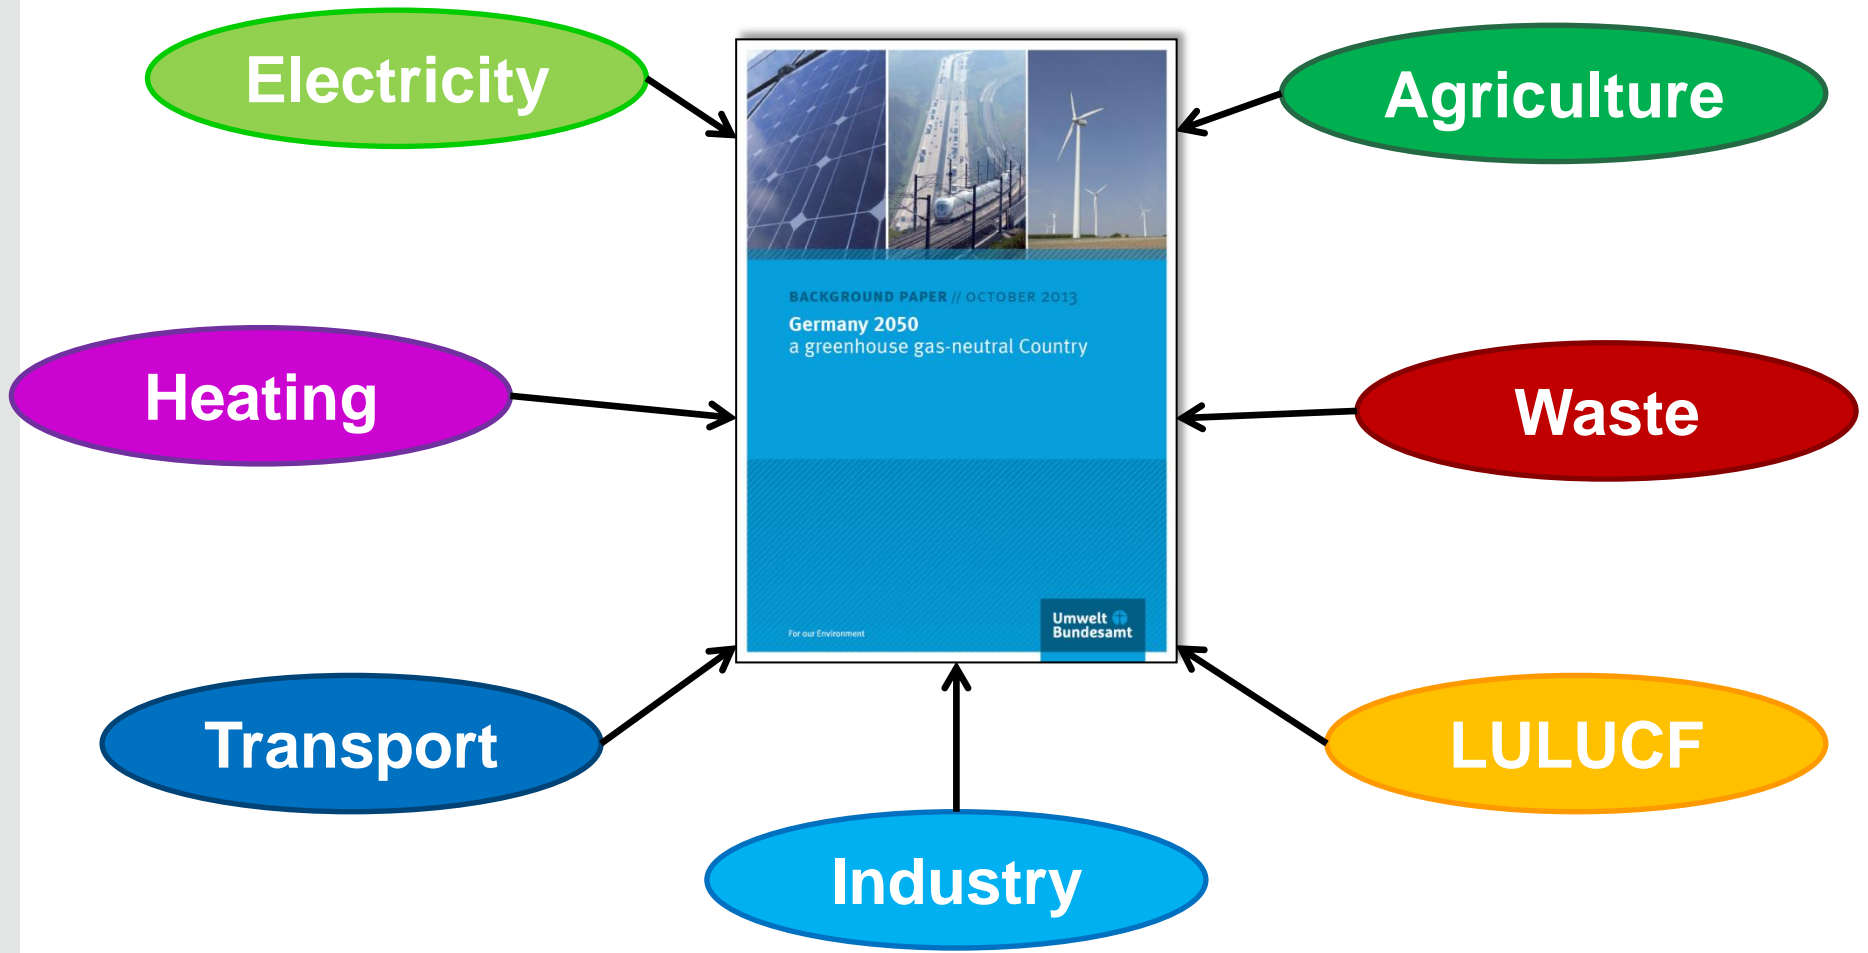 Electricity
Agriculture
BACKGROUND PAPER // OCTOBER 2013
Germany 2050
a greenhouse gas-neutral Country
Heating
Waste
For our Environment
Umwelt
Bundesamt
Transport
LULUCF
Industry